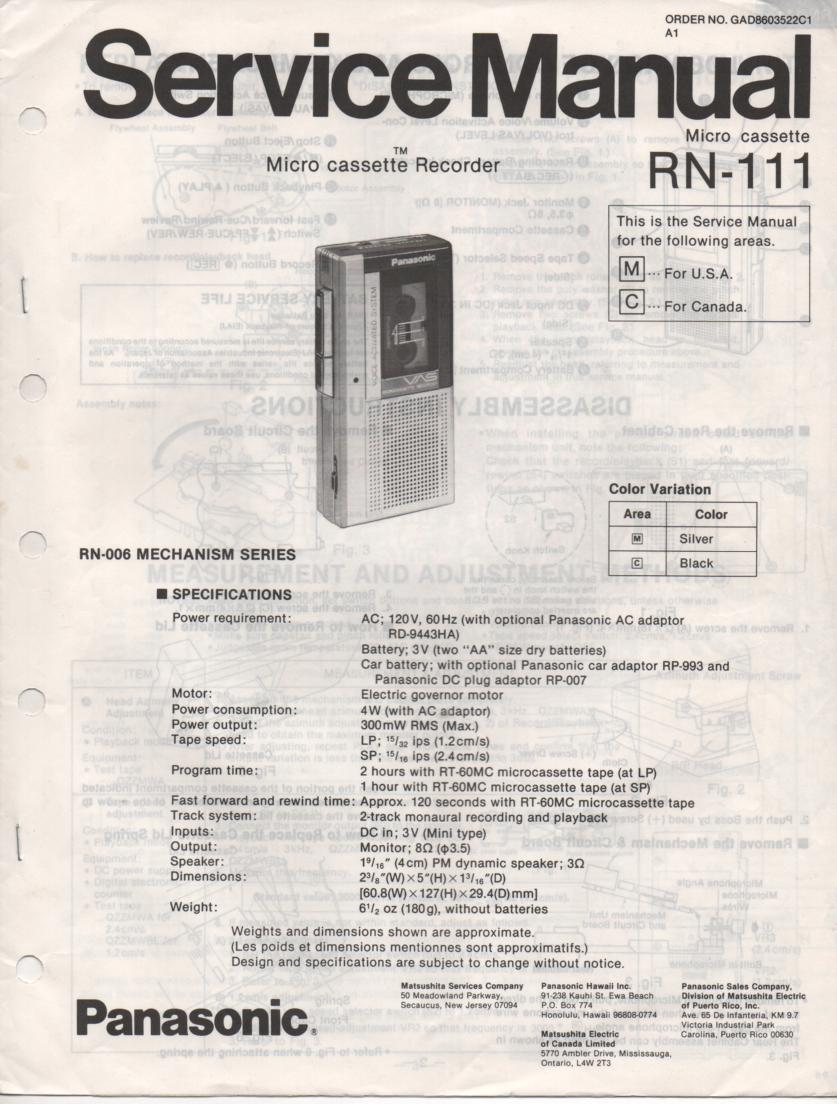 ORDER NO. GAD8603522C1
A1
Service Manual
Micro cassette
TM
Micro cassette Recorder
RN-111
This is the Service Manual
for the following areas.
M ··· For U.S.A.
C ··· For Canada.
Panasonic
VOICE ACTIVATED SYSTEM
VAS
Color Variation
Area Color
M Silver
C Black
RN-006 MECHANISM SERIES
■ SPECIFICATIONS
Power requirement: AC; 120V, 60Hz (with optional Panasonic AC adaptor
RD-9443HA)
Battery; 3V (two "AA" size dry batteries)
Car battery; with optional Panasonic car adaptor RP-993 and
Panasonic DC plug adaptor RP-007
Motor: Electric governor motor
Power consumption: 4W (with AC adaptor)
Power output: 300mW RMS (Max.)
Tape speed: LP; 15/32 ips (1.2cm/s)
SP; 15/16 ips (2.4cm/s)
Program time: 2 hours with RT-60MC microcassette tape (at LP)
1 hour with RT-60MC microcassette tape (at SP)
Fast forward and rewind time: Approx. 120 seconds with RT-60MC microcassette tape
Track system: 2-track monaural recording and playback
Inputs: DC in; 3V (Mini type)
Output: Monitor; 8Ω (φ3.5)
Speaker: 1 9/16" (4cm) PM dynamic speaker; 3Ω
Dimensions: 2 3/8"(W)×5"(H)×1 3/16"(D)
[60.8(W)×127(H)×29.4(D)mm]
Weight: 6 1/2 oz (180g), without batteries
Weights and dimensions shown are approximate.
(Les poids et dimensions mentionnes sont approximatifs.)
Design and specifications are subject to change without notice.
Panasonic®
Matsushita Services Company
50 Meadowland Parkway,
Secaucus, New Jersey 07094
Panasonic Hawaii Inc.
91-238 Kauhi St. Ewa Beach
P.O. Box 774
Honolulu, Hawaii 96808-0774
Matsushita Electric
of Canada Limited
5770 Ambler Drive, Mississauga,
Ontario, L4W 2T3
Panasonic Sales Company,
Division of Matsushita Electric
of Puerto Rico, Inc.
Ave. 65 De Infanteria, KM 9.7
Victoria Industrial Park
Carolina, Puerto Rico 00630